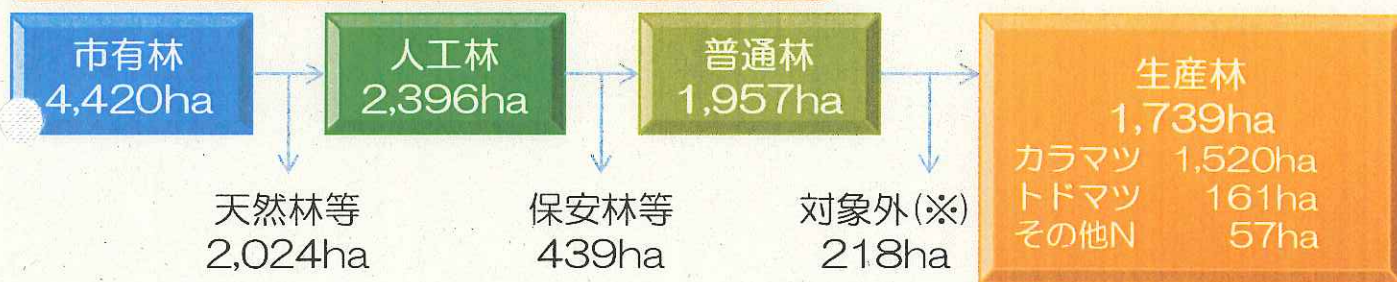 市有林
4,420ha
人工林
2,396ha
普通林
1,957ha
生産林
1,739ha
カラマツ 1,520ha
トドマツ 161ha
その他N 57ha
天然林等
2,024ha
保安林等
439ha
対象外(※)
218ha